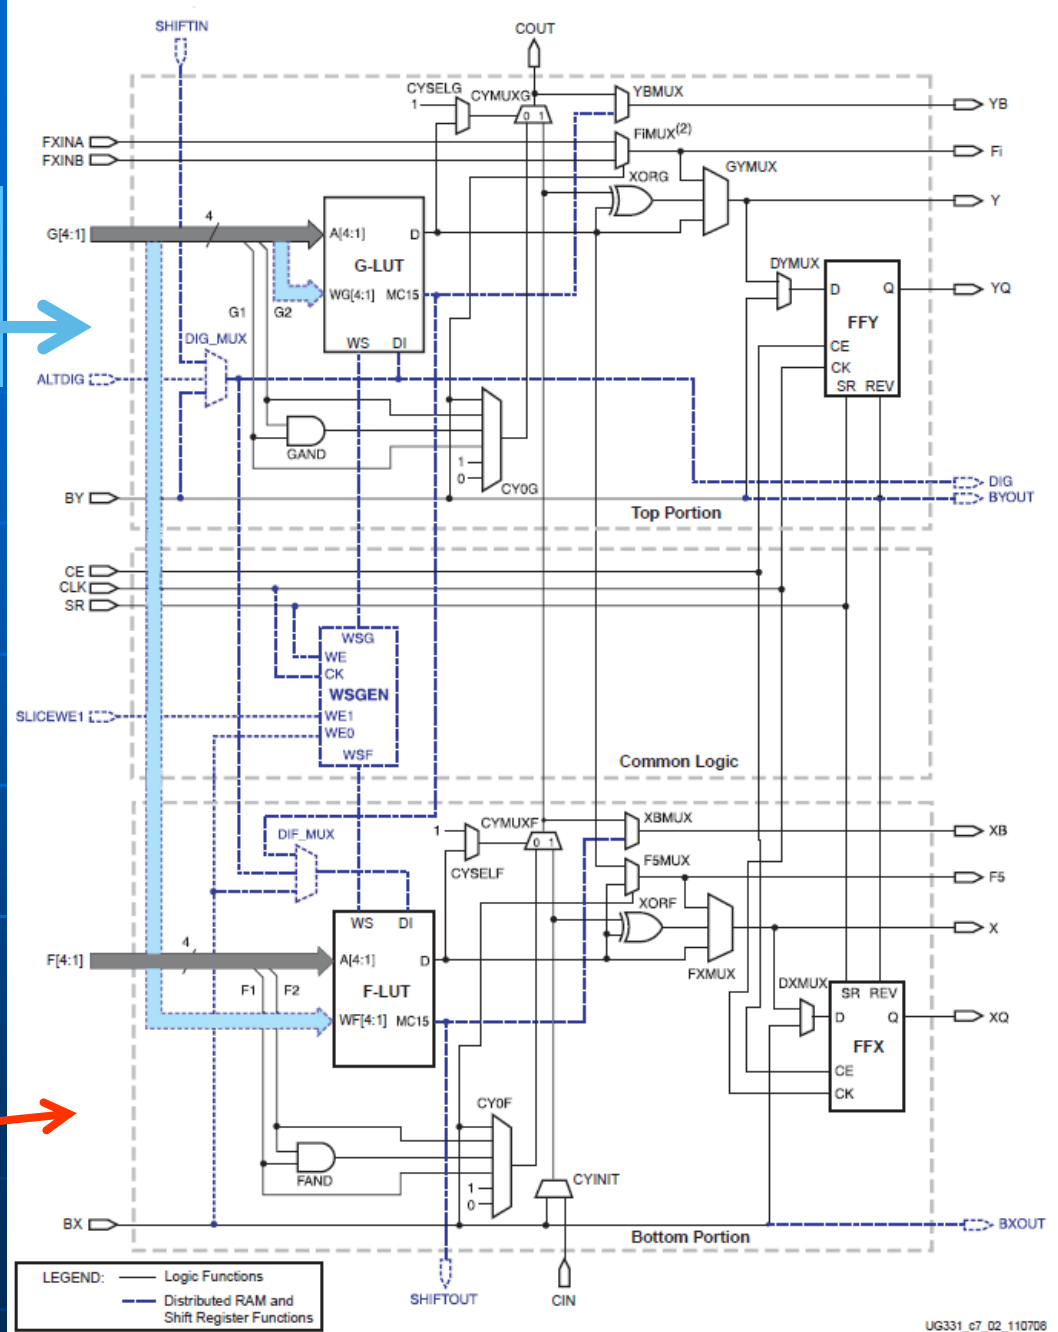 SHIFTIN
COUT
CYSELG
CYMUXG
YBMUX
1
0 1
YB
FXINA
FXINB
FiMUX(2)
Fi
XORG
GYMUX
Y
G[4:1]
4
A[4:1]
D
G-LUT
WG[4:1]
MC15
G1
G2
WS
DI
DYMUX
D
Q
YQ
FFY
CE
CK
SR
REV
DIG_MUX
ALTDIG
GAND
1
0
CY0G
BY
DIG
BYOUT
Top Portion
CE
CLK
SR
WSG
WE
CK
WSGEN
SLICEWE1
WE1
WE0
WSF
Common Logic
DIF_MUX
1
CYMUXF
0 1
XBMUX
XB
CYSELF
F5MUX
F5
XORF
X
FXMUX
WS
DI
F[4:1]
4
A[4:1]
D
F1
F2
F-LUT
WF[4:1]
MC15
DXMUX
SR
REV
D
Q
XQ
FFX
CE
CK
CY0F
FAND
1
0
CYINIT
BX
BXOUT
Bottom Portion
LEGEND:
Logic Functions
Distributed RAM and
Shift Register Functions
SHIFTOUT
CIN
UG331_c7_02_110708